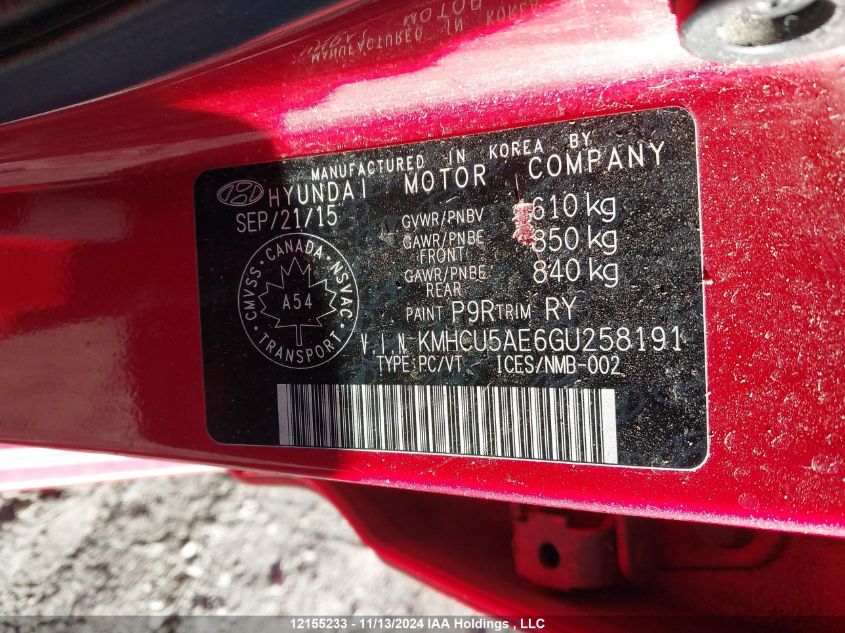 MANUFACTURED IN KOREA BY
HYUNDAI MOTOR COMPANY
SEP/21/15
GVWR/PNBV 610 kg
GAWR/PNBE FRONT 850 kg
GAWR/PNBE REAR 840 kg
CMVSS · CANADA · NSVAC
A54
TRANSPORT
PAINT P9R TRIM RY
V.I.N KMHCU5AE6GU258191
TYPE:PC/VT ICES/NMB-002
12155233 - 11/13/2024 IAA Holdings , LLC